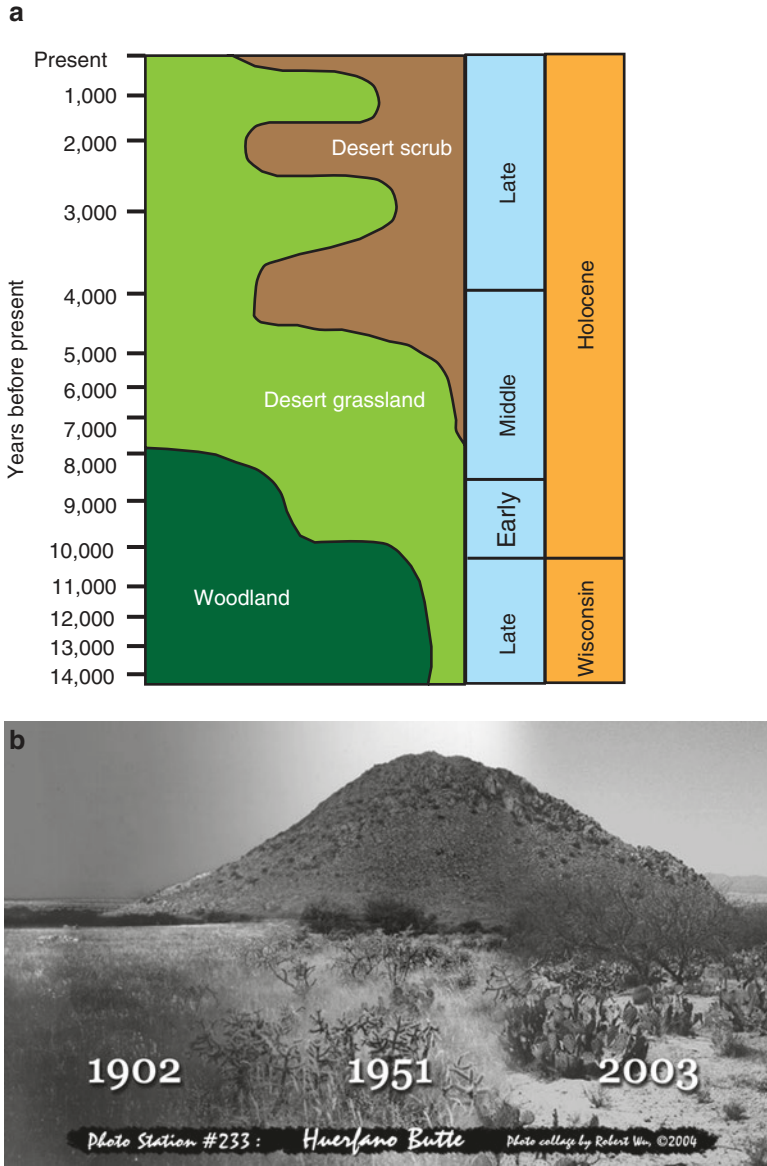 a
Present
1,000
2,000
3,000
4,000
5,000
6,000
7,000
8,000
9,000
10,000
11,000
12,000
13,000
14,000
Years before present
Desert scrub
Desert grassland
Woodland
Late
Middle
Early
Late
Holocene
Wisconsin
b
1902 1951 2003
Photo Station #233 : Huerfano Butte Photo collage by Robert Wu, ©2004